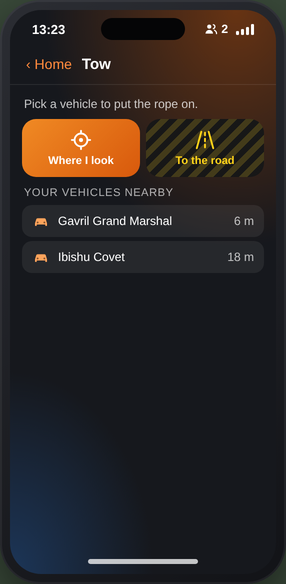 13:23
2
‹ Home Tow
Pick a vehicle to put the rope on.
Where I look
To the road
YOUR VEHICLES NEARBY
Gavril Grand Marshal 6 m
Ibishu Covet 18 m